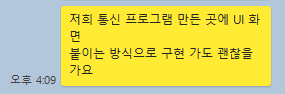 저희 통신 프로그램 만든 곳에 UI 화
면
붙이는 방식으로 구현 가도 괜찮을
가요
오후 4:09